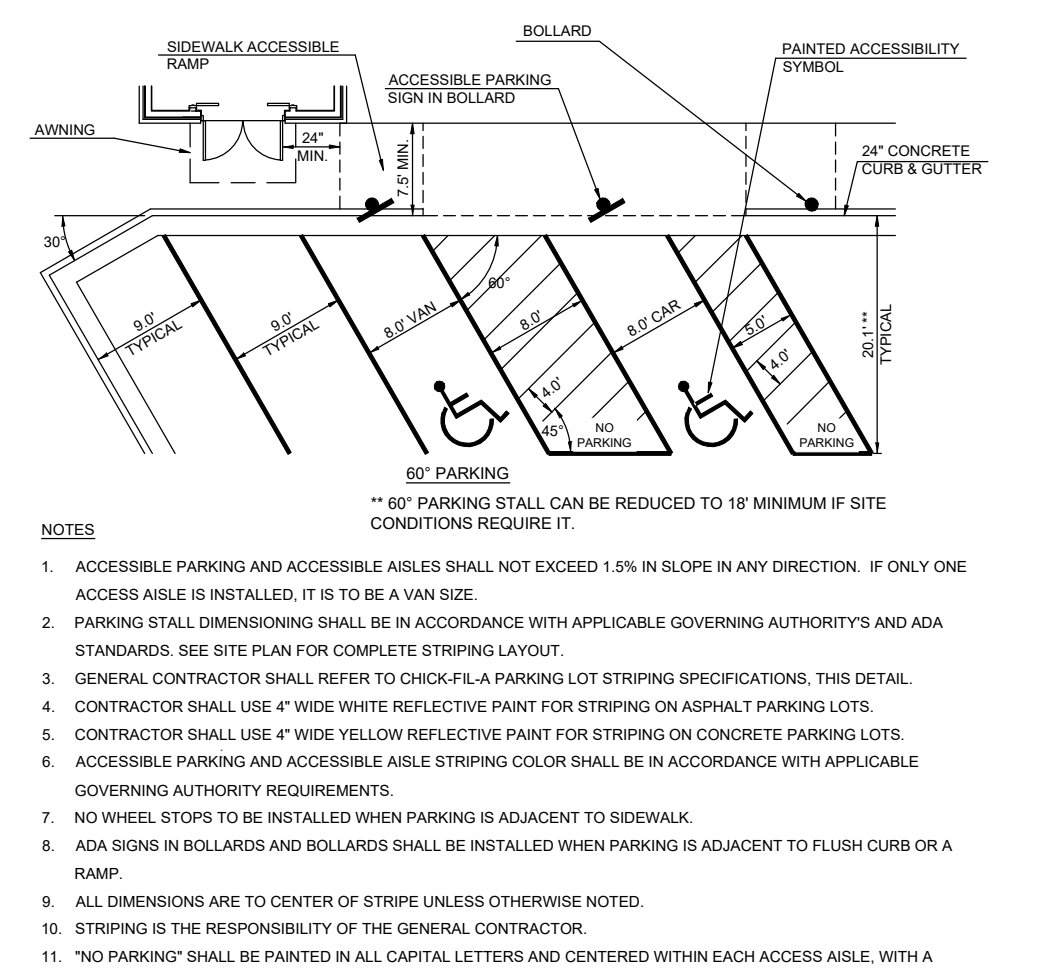 BOLLARD
SIDEWALK ACCESSIBLE
RAMP
PAINTED ACCESSIBILITY
SYMBOL
ACCESSIBLE PARKING
SIGN IN BOLLARD
AWNING
24"
MIN.
7.5' MIN.
24" CONCRETE
CURB & GUTTER
30°
60°
9.0'
TYPICAL
9.0'
TYPICAL
8.0' VAN
8.0'
8.0' CAR
5.0'
20.1' **
TYPICAL
4.0'
4.0'
45°
NO
PARKING
NO
PARKING
60° PARKING
** 60° PARKING STALL CAN BE REDUCED TO 18' MINIMUM IF SITE
CONDITIONS REQUIRE IT.
NOTES
1. ACCESSIBLE PARKING AND ACCESSIBLE AISLES SHALL NOT EXCEED 1.5% IN SLOPE IN ANY DIRECTION. IF ONLY ONE
ACCESS AISLE IS INSTALLED, IT IS TO BE A VAN SIZE.
2. PARKING STALL DIMENSIONING SHALL BE IN ACCORDANCE WITH APPLICABLE GOVERNING AUTHORITY'S AND ADA
STANDARDS. SEE SITE PLAN FOR COMPLETE STRIPING LAYOUT.
3. GENERAL CONTRACTOR SHALL REFER TO CHICK-FIL-A PARKING LOT STRIPING SPECIFICATIONS, THIS DETAIL.
4. CONTRACTOR SHALL USE 4" WIDE WHITE REFLECTIVE PAINT FOR STRIPING ON ASPHALT PARKING LOTS.
5. CONTRACTOR SHALL USE 4" WIDE YELLOW REFLECTIVE PAINT FOR STRIPING ON CONCRETE PARKING LOTS.
6. ACCESSIBLE PARKING AND ACCESSIBLE AISLE STRIPING COLOR SHALL BE IN ACCORDANCE WITH APPLICABLE
GOVERNING AUTHORITY REQUIREMENTS.
7. NO WHEEL STOPS TO BE INSTALLED WHEN PARKING IS ADJACENT TO SIDEWALK.
8. ADA SIGNS IN BOLLARDS AND BOLLARDS SHALL BE INSTALLED WHEN PARKING IS ADJACENT TO FLUSH CURB OR A
RAMP.
9. ALL DIMENSIONS ARE TO CENTER OF STRIPE UNLESS OTHERWISE NOTED.
10. STRIPING IS THE RESPONSIBILITY OF THE GENERAL CONTRACTOR.
11. "NO PARKING" SHALL BE PAINTED IN ALL CAPITAL LETTERS AND CENTERED WITHIN EACH ACCESS AISLE, WITH A